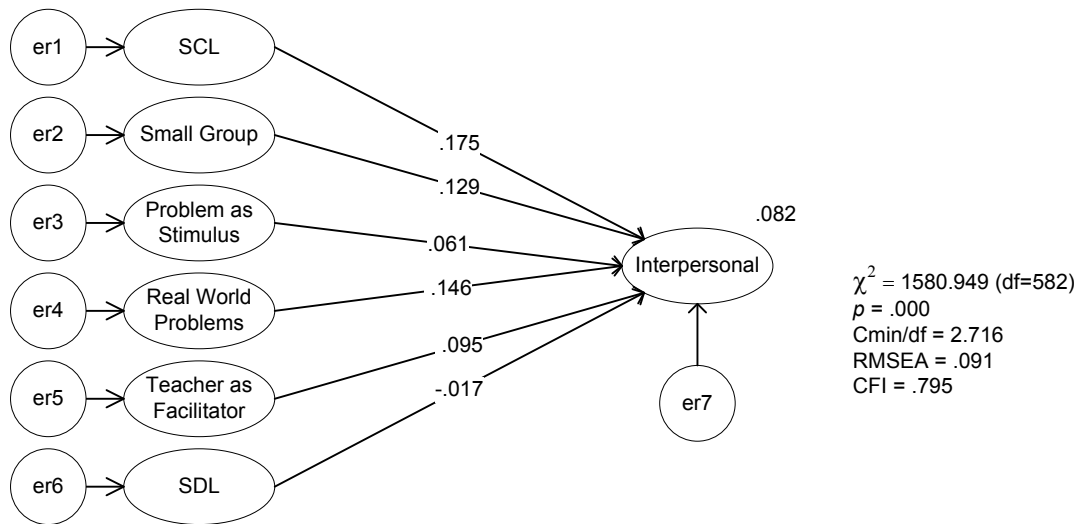 er1
SCL
.175
er2
Small Group
.129
er3
Problem as
Stimulus
.061
er4
Real World
Problems
.146
er5
Teacher as
Facilitator
.095
er6
SDL
-.017
.082
Interpersonal
er7
χ² = 1580.949 (df=582)
p = .000
Cmin/df = 2.716
RMSEA = .091
CFI = .795